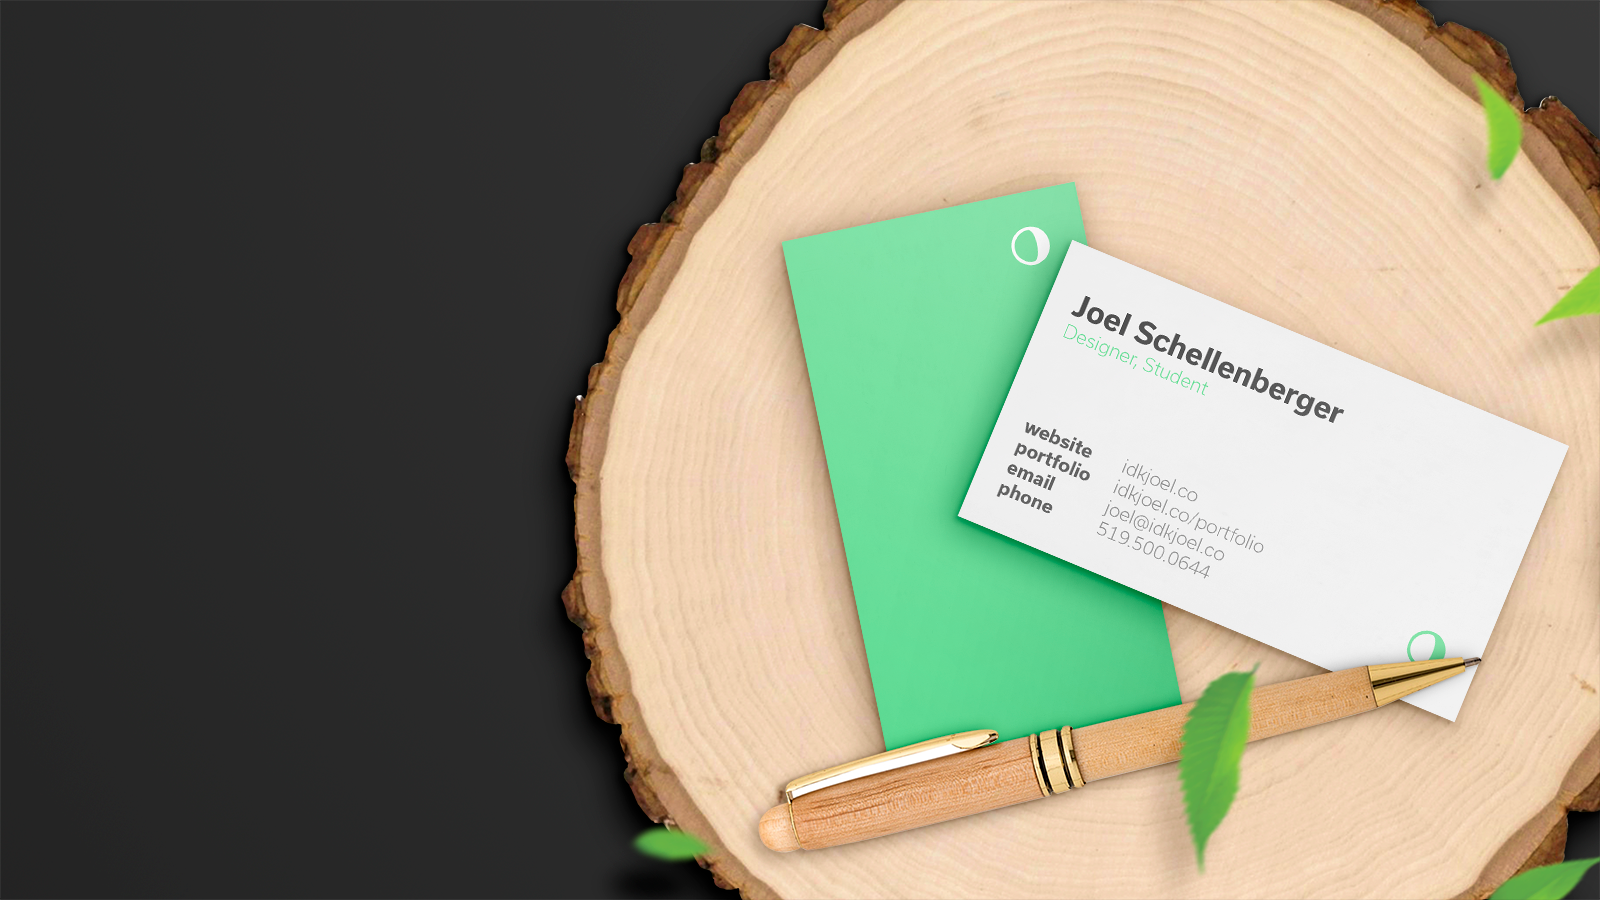 Joel Schellenberger
Designer, Student
website idkjoel.co
portfolio idkjoel.co/portfolio
email joel@idkjoel.co
phone 519.500.0644